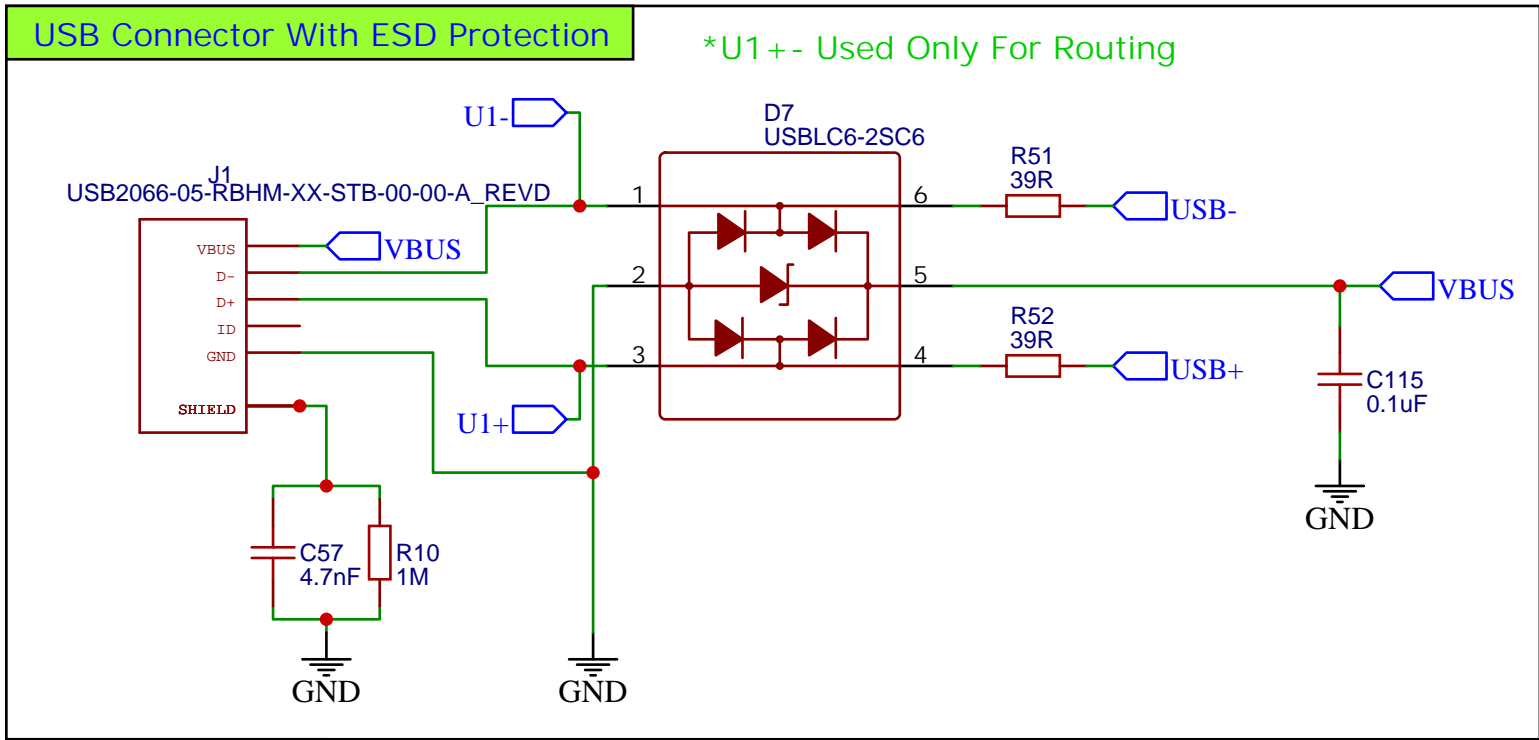 USB Connector With ESD Protection
*U1+- Used Only For Routing
U1-
D7
USBLC6-2SC6
J1
USB2066-05-RBHM-XX-STB-00-00-A_REVD
R51
39R
1
6
USB-
VBUS
VBUS
D-
2
5
VBUS
D+
ID
GND
R52
39R
3
4
USB+
C115
0.1uF
SHIELD
U1+
GND
C57
4.7nF
R10
1M
GND
GND